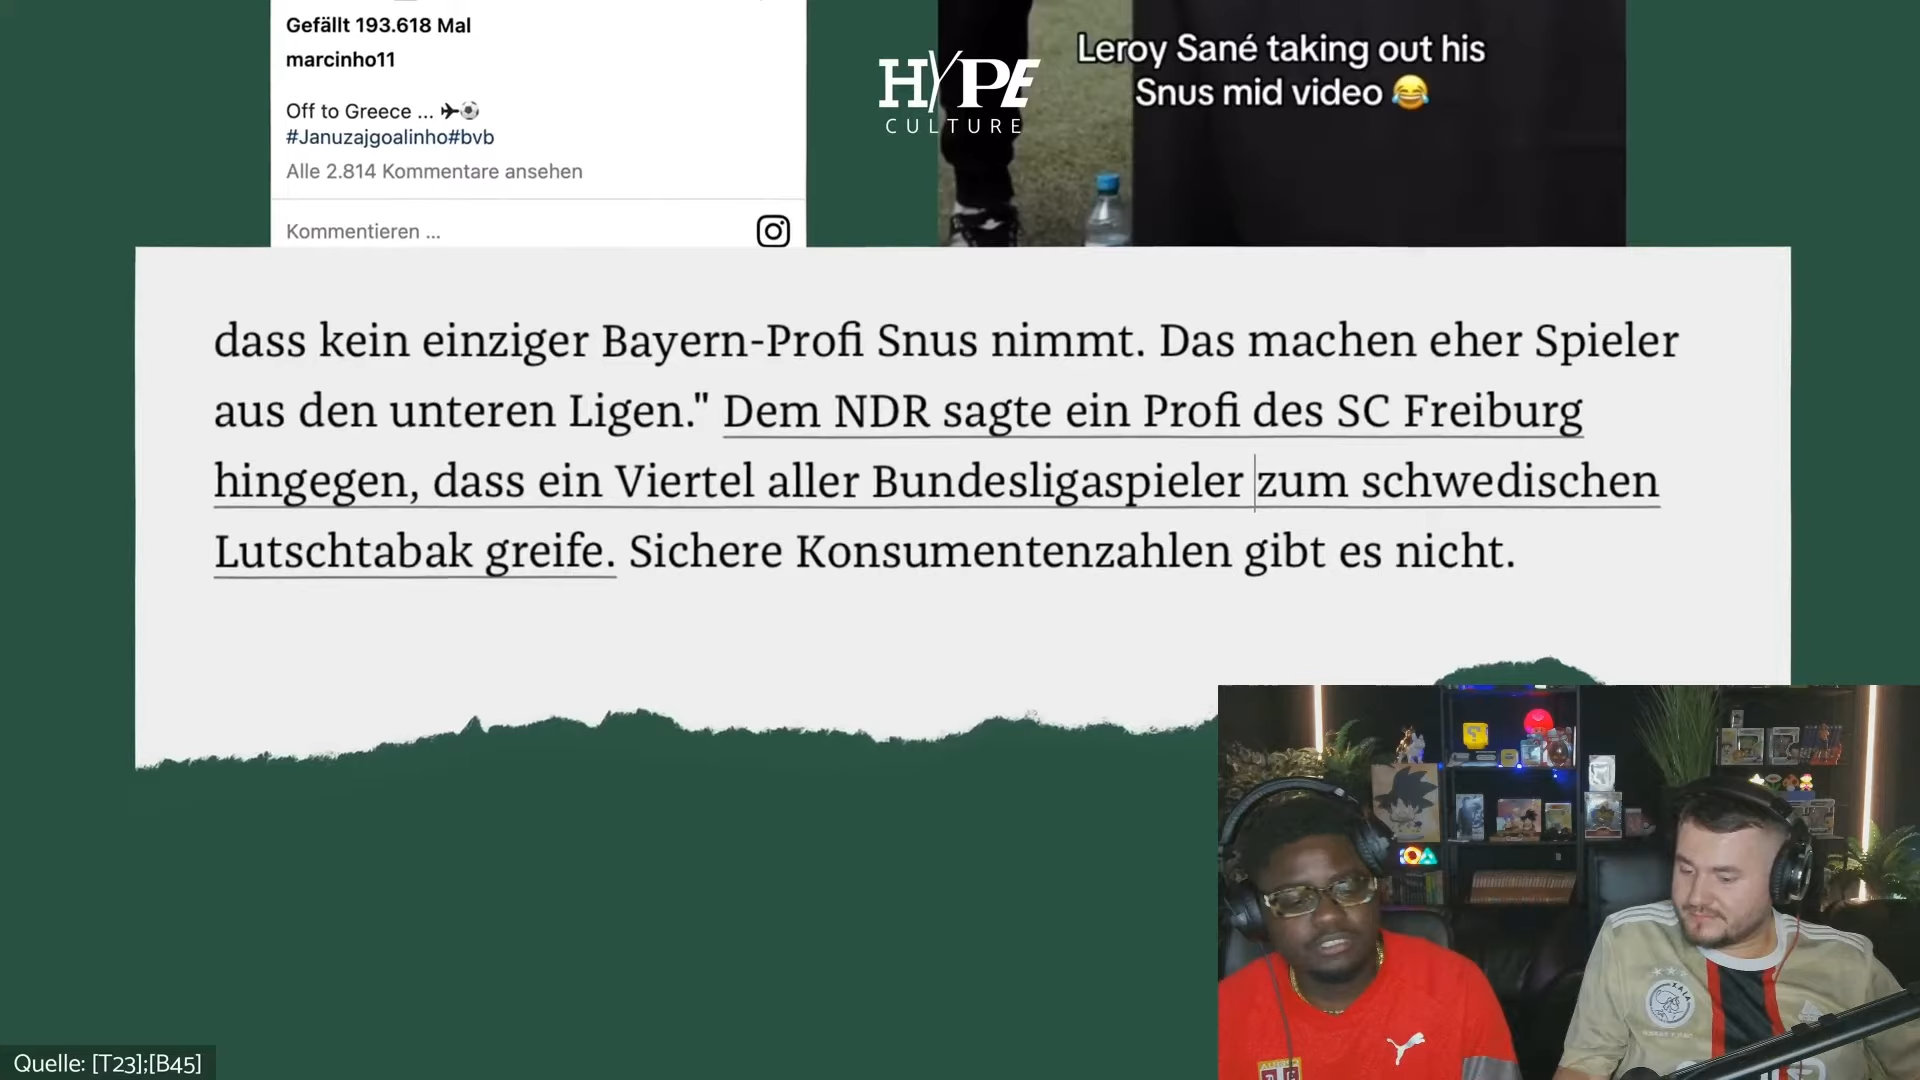 Gefällt 193.618 Mal
marcinho11
Off to Greece ... ✈⚽
#Januzajgoalinho#bvb
Alle 2.814 Kommentare ansehen
Kommentieren ...
HYPE
CULTURE
Leroy Sané taking out his
Snus mid video 😂
dass kein einziger Bayern-Profi Snus nimmt. Das machen eher Spieler
aus den unteren Ligen." Dem NDR sagte ein Profi des SC Freiburg
hingegen, dass ein Viertel aller Bundesligaspieler zum schwedischen
Lutschtabak greife. Sichere Konsumentenzahlen gibt es nicht.
Quelle: [T23];[B45]